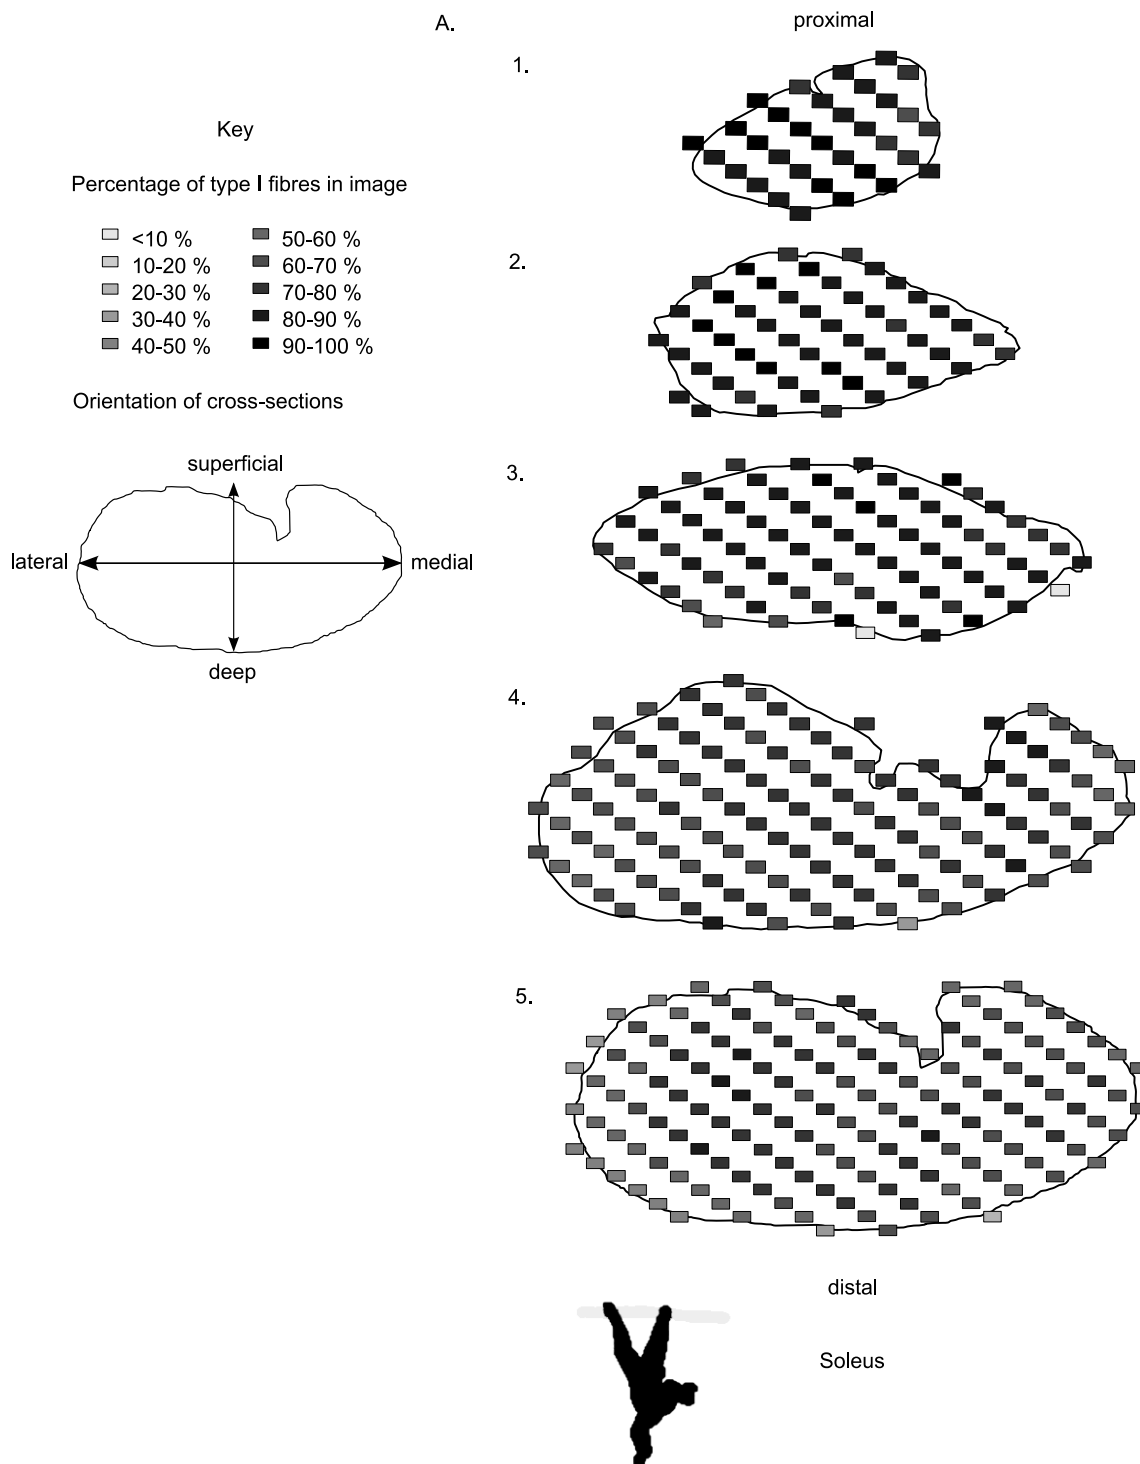 A.
proximal
1.
Key
Percentage of type I fibres in image
<10 %
10-20 %
20-30 %
30-40 %
40-50 %
50-60 %
60-70 %
70-80 %
80-90 %
90-100 %
Orientation of cross-sections
superficial
lateral
medial
deep
2.
3.
4.
5.
distal
Soleus